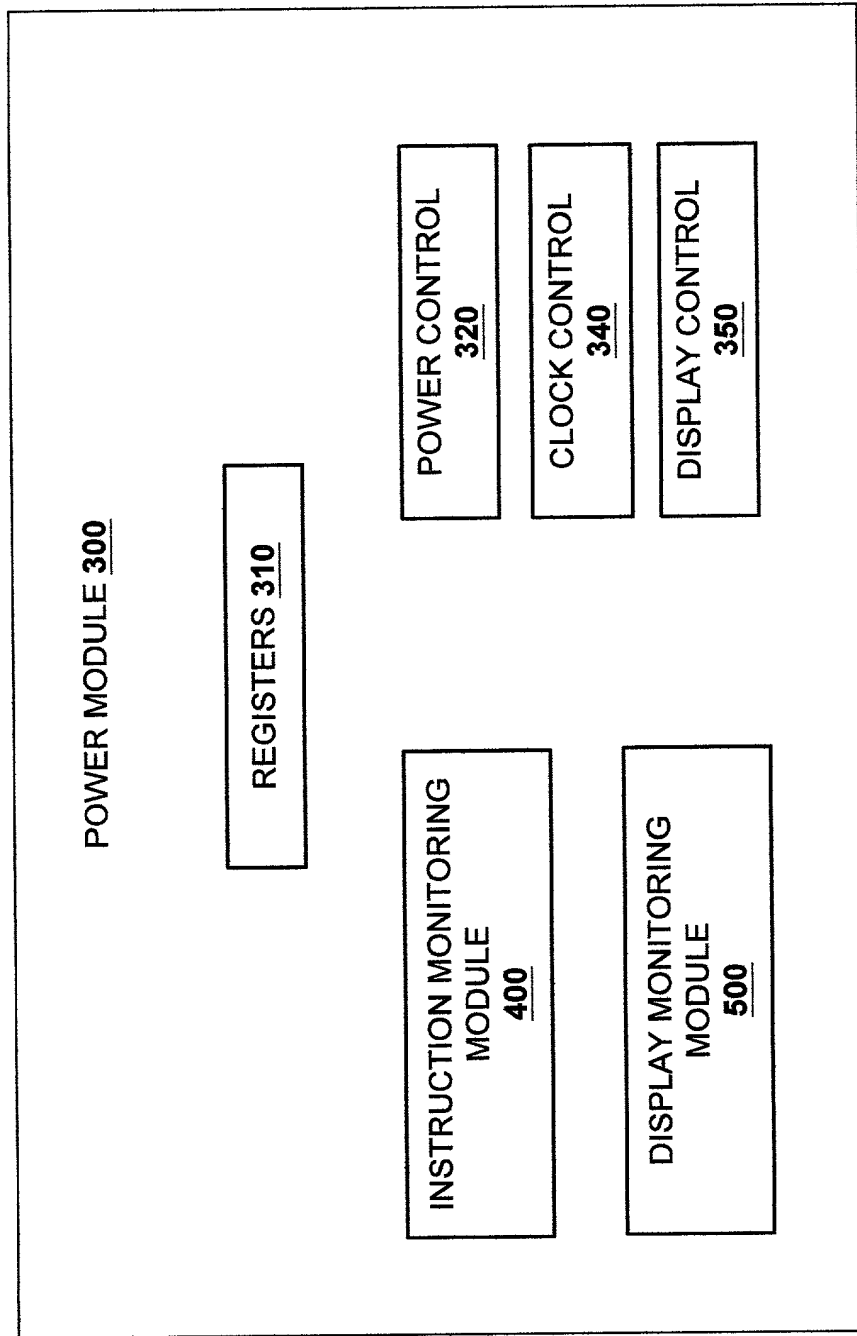 POWER MODULE 300
REGISTERS 310
INSTRUCTION MONITORING
MODULE
400
DISPLAY MONITORING
MODULE
500
POWER CONTROL
320
CLOCK CONTROL
340
DISPLAY CONTROL
350